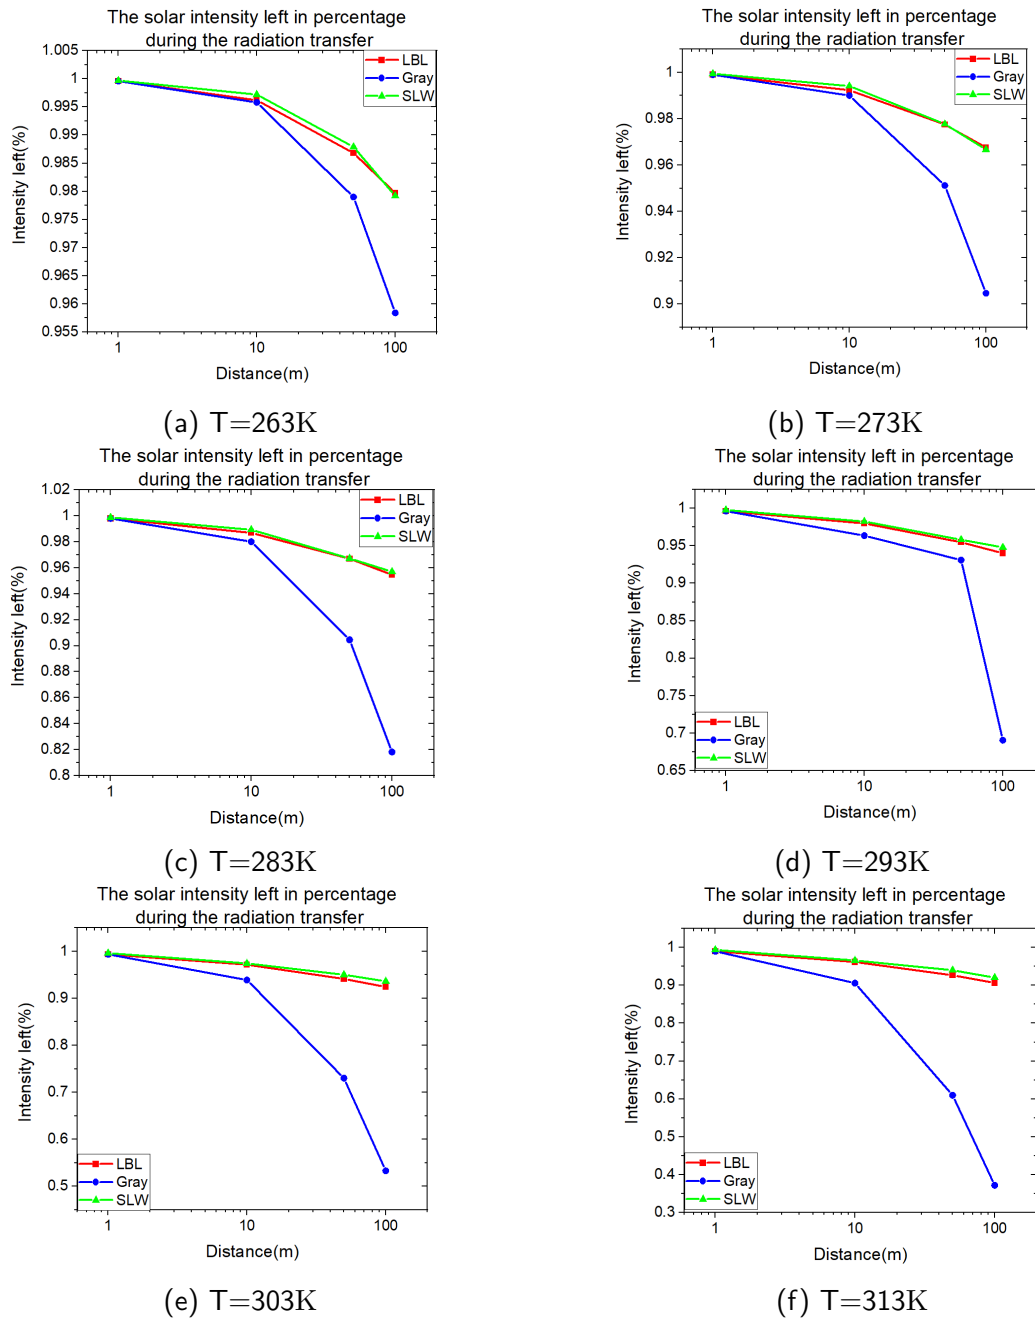 The solar intensity left in percentage
during the radiation transfer
1.005
1
0.995
0.99
0.985
0.98
0.975
0.97
0.965
0.96
0.955
Intensity left(%)
LBL
Gray
SLW
1 10 100
Distance(m)
(a) T=263K
The solar intensity left in percentage
during the radiation transfer
1
0.98
0.96
0.94
0.92
0.9
Intensity left(%)
LBL
Gray
SLW
1 10 100
Distance(m)
(b) T=273K
The solar intensity left in percentage
during the radiation transfer
1.02
1
0.98
0.96
0.94
0.92
0.9
0.88
0.86
0.84
0.82
0.8
Intensity left(%)
LBL
Gray
SLW
1 10 100
Distance(m)
(c) T=283K
The solar intensity left in percentage
during the radiation transfer
1
0.95
0.9
0.85
0.8
0.75
0.7
0.65
Intensity left(%)
LBL
Gray
SLW
1 10 100
Distance(m)
(d) T=293K
The solar intensity left in percentage
during the radiation transfer
1
0.9
0.8
0.7
0.6
0.5
Intensity left(%)
LBL
Gray
SLW
1 10 100
Distance(m)
(e) T=303K
The solar intensity left in percentage
during the radiation transfer
1
0.9
0.8
0.7
0.6
0.5
0.4
0.3
Intensity left(%)
LBL
Gray
SLW
1 10 100
Distance(m)
(f) T=313K